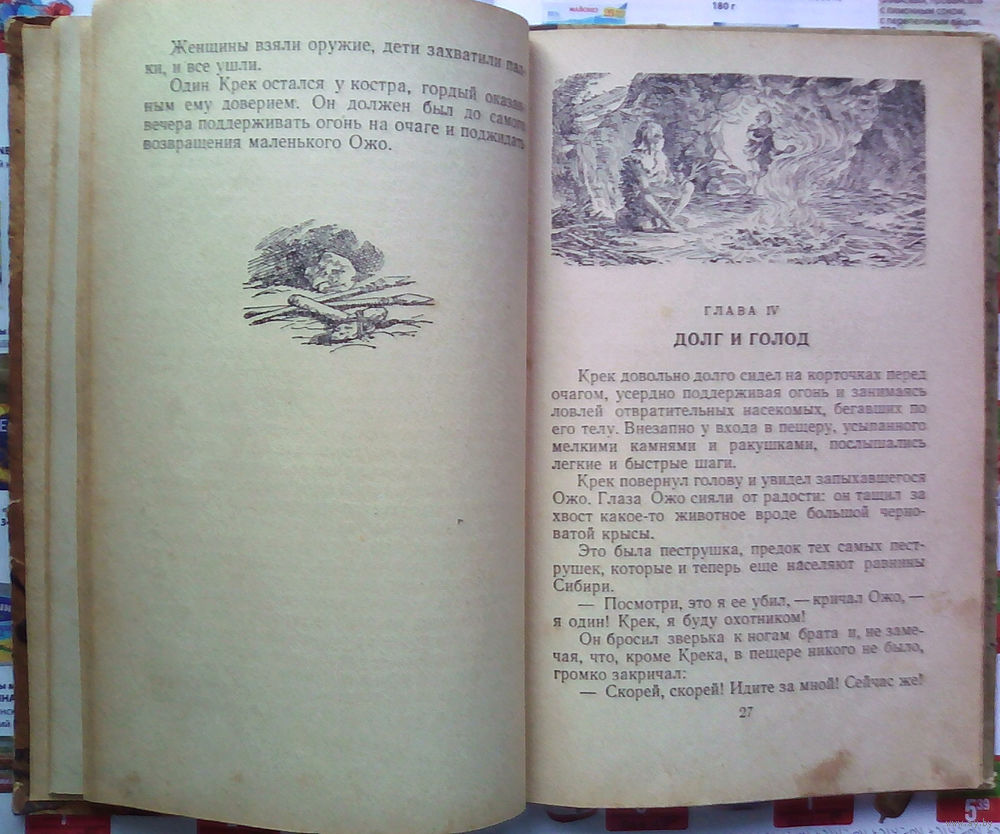 Женщины взяли оружие, дети захватили пал-
ки, и все ушли.
Один Крек остался у костра, гордый оказан-
ным ему доверием. Он должен был до самого
вечера поддерживать огонь на очаге и поджидать
возвращения маленького Ожо.
ГЛАВА IV
ДОЛГ И ГОЛОД
Крек довольно долго сидел на корточках перед
очагом, усердно поддерживая огонь и занимаясь
ловлей отвратительных насекомых, бегавших по
его телу. Внезапно у входа в пещеру, усыпанного
мелкими камнями и ракушками, послышались
легкие и быстрые шаги.
Крек повернул голову и увидел запыхавшегося
Ожо. Глаза Ожо сияли от радости: он тащил за
хвост какое-то животное вроде большой черно-
ватой крысы.
Это была пеструшка, предок тех самых пест-
рушек, которые и теперь еще населяют равнины
Сибири.
— Посмотри, это я ее убил, — кричал Ожо, —
я один! Крек, я буду охотником!
Он бросил зверька к ногам брата и, не заме-
чая, что, кроме Крека, в пещере никого не было,
громко закричал:
— Скорей, скорей! Идите за мной! Сейчас же!
27
180 г
с лимонным соком,
с перепелиным яйцом,
5 39